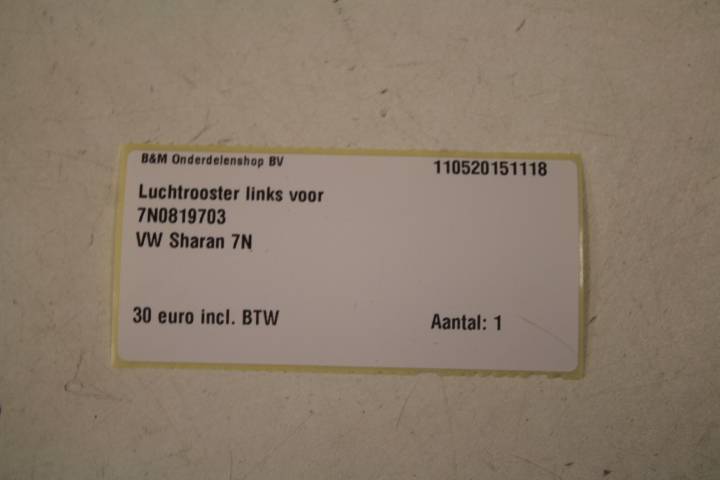 B&M Onderdelenshop BV
110520151118
Luchtrooster links voor
7N0819703
VW Sharan 7N
30 euro incl. BTW
Aantal: 1